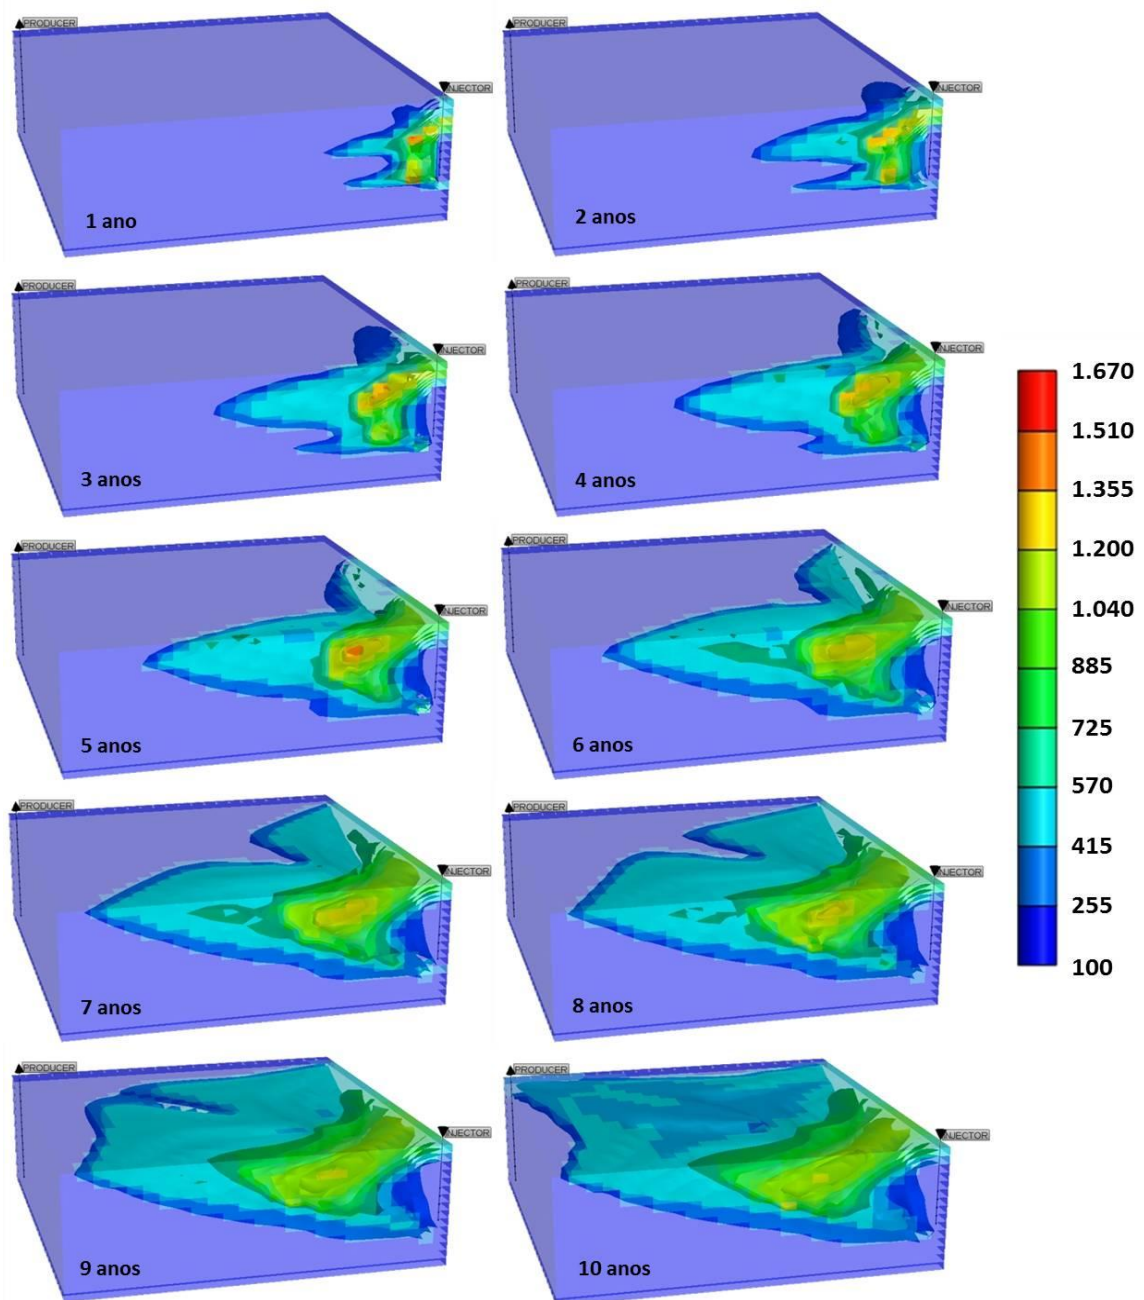 PRODUCER
INJECTOR
1 ano
PRODUCER
INJECTOR
2 anos
PRODUCER
INJECTOR
3 anos
PRODUCER
INJECTOR
4 anos
PRODUCER
INJECTOR
5 anos
PRODUCER
INJECTOR
6 anos
PRODUCER
INJECTOR
7 anos
PRODUCER
INJECTOR
8 anos
PRODUCER
INJECTOR
9 anos
PRODUCER
INJECTOR
10 anos
1.670
1.510
1.355
1.200
1.040
885
725
570
415
255
100